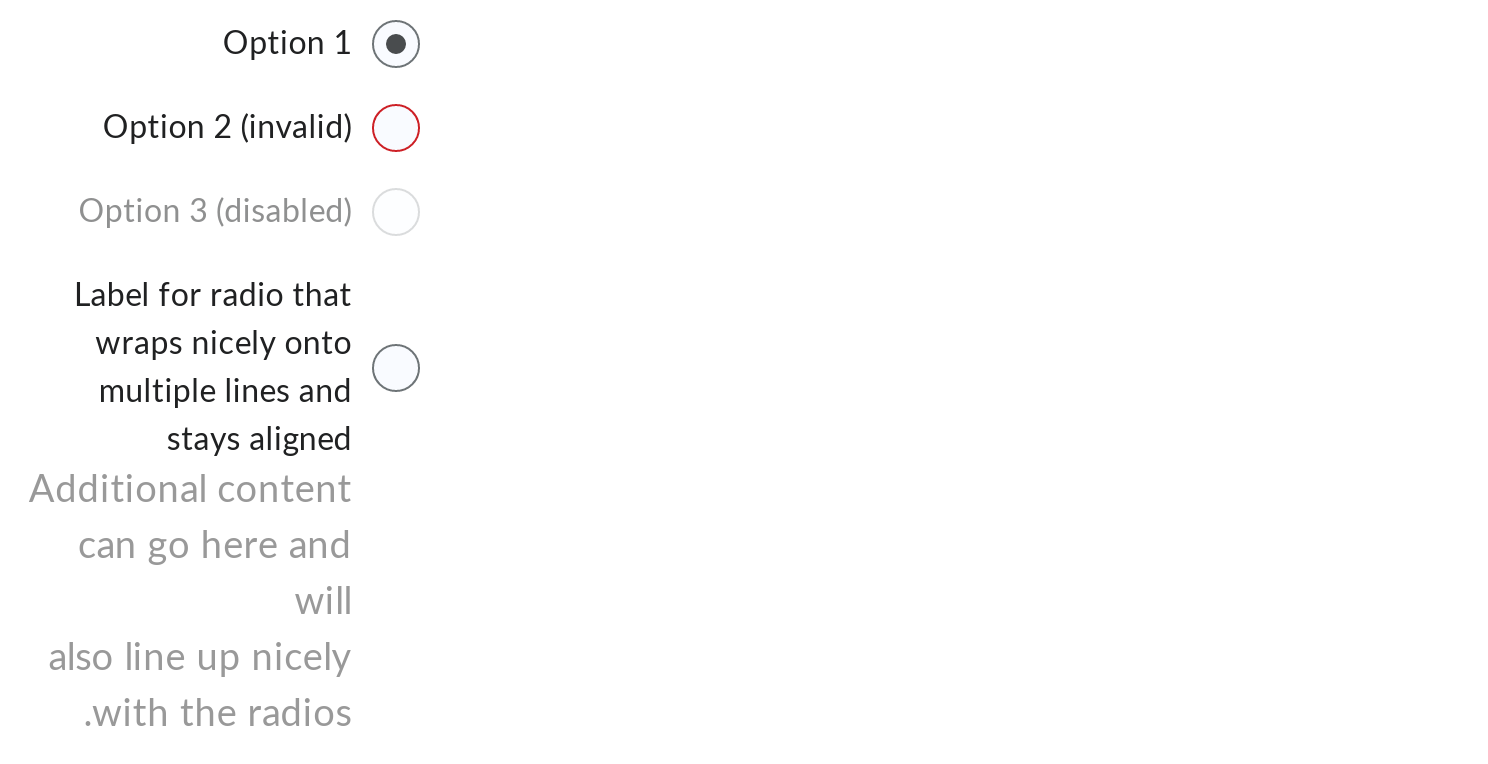 Option 1
Option 2 (invalid)
Option 3 (disabled)
Label for radio that
wraps nicely onto
multiple lines and
stays aligned
Additional content
can go here and
will
also line up nicely
.with the radios